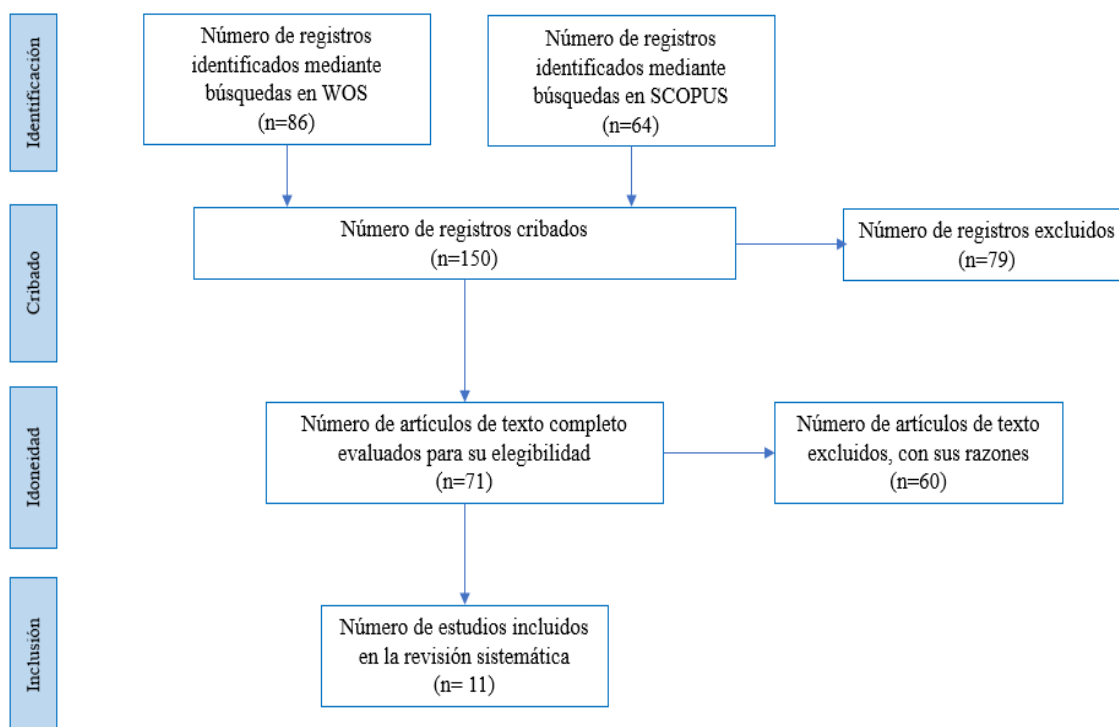 Identificación
Número de registros
identificados mediante
búsquedas en WOS
(n=86)
Número de registros
identificados mediante
búsquedas en SCOPUS
(n=64)
Cribado
Número de registros cribados
(n=150)
Número de registros excluidos
(n=79)
Idoneidad
Número de artículos de texto completo
evaluados para su elegibilidad
(n=71)
Número de artículos de texto
excluidos, con sus razones
(n=60)
Inclusión
Número de estudios incluidos
en la revisión sistemática
(n= 11)